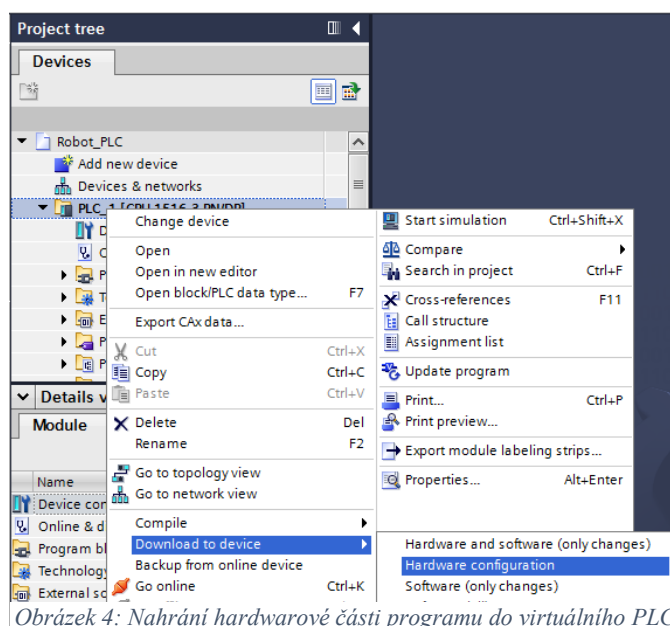 Project tree
Devices
Robot_PLC
Add new device
Devices & networks
PLC_1 [CPU 1516-3 PN/DP]
Change device
Open
Open in new editor
Open block/PLC data type... F7
Export CAx data...
Cut Ctrl+X
Copy Ctrl+C
Paste Ctrl+V
Delete Del
Rename F2
Go to topology view
Go to network view
Compile
Download to device
Backup from online device
Go online Ctrl+K
Start simulation Ctrl+Shift+X
Compare
Search in project Ctrl+F
Cross-references F11
Call structure
Assignment list
Update program
Print... Ctrl+P
Print preview...
Export module labeling strips...
Properties... Alt+Enter
Hardware and software (only changes)
Hardware configuration
Software (only changes)
Details v
Module
Name
Device con
Online & d
Program bl
Technology
External so
Obrázek 4: Nahrání hardwarové části programu do virtuálního PLC